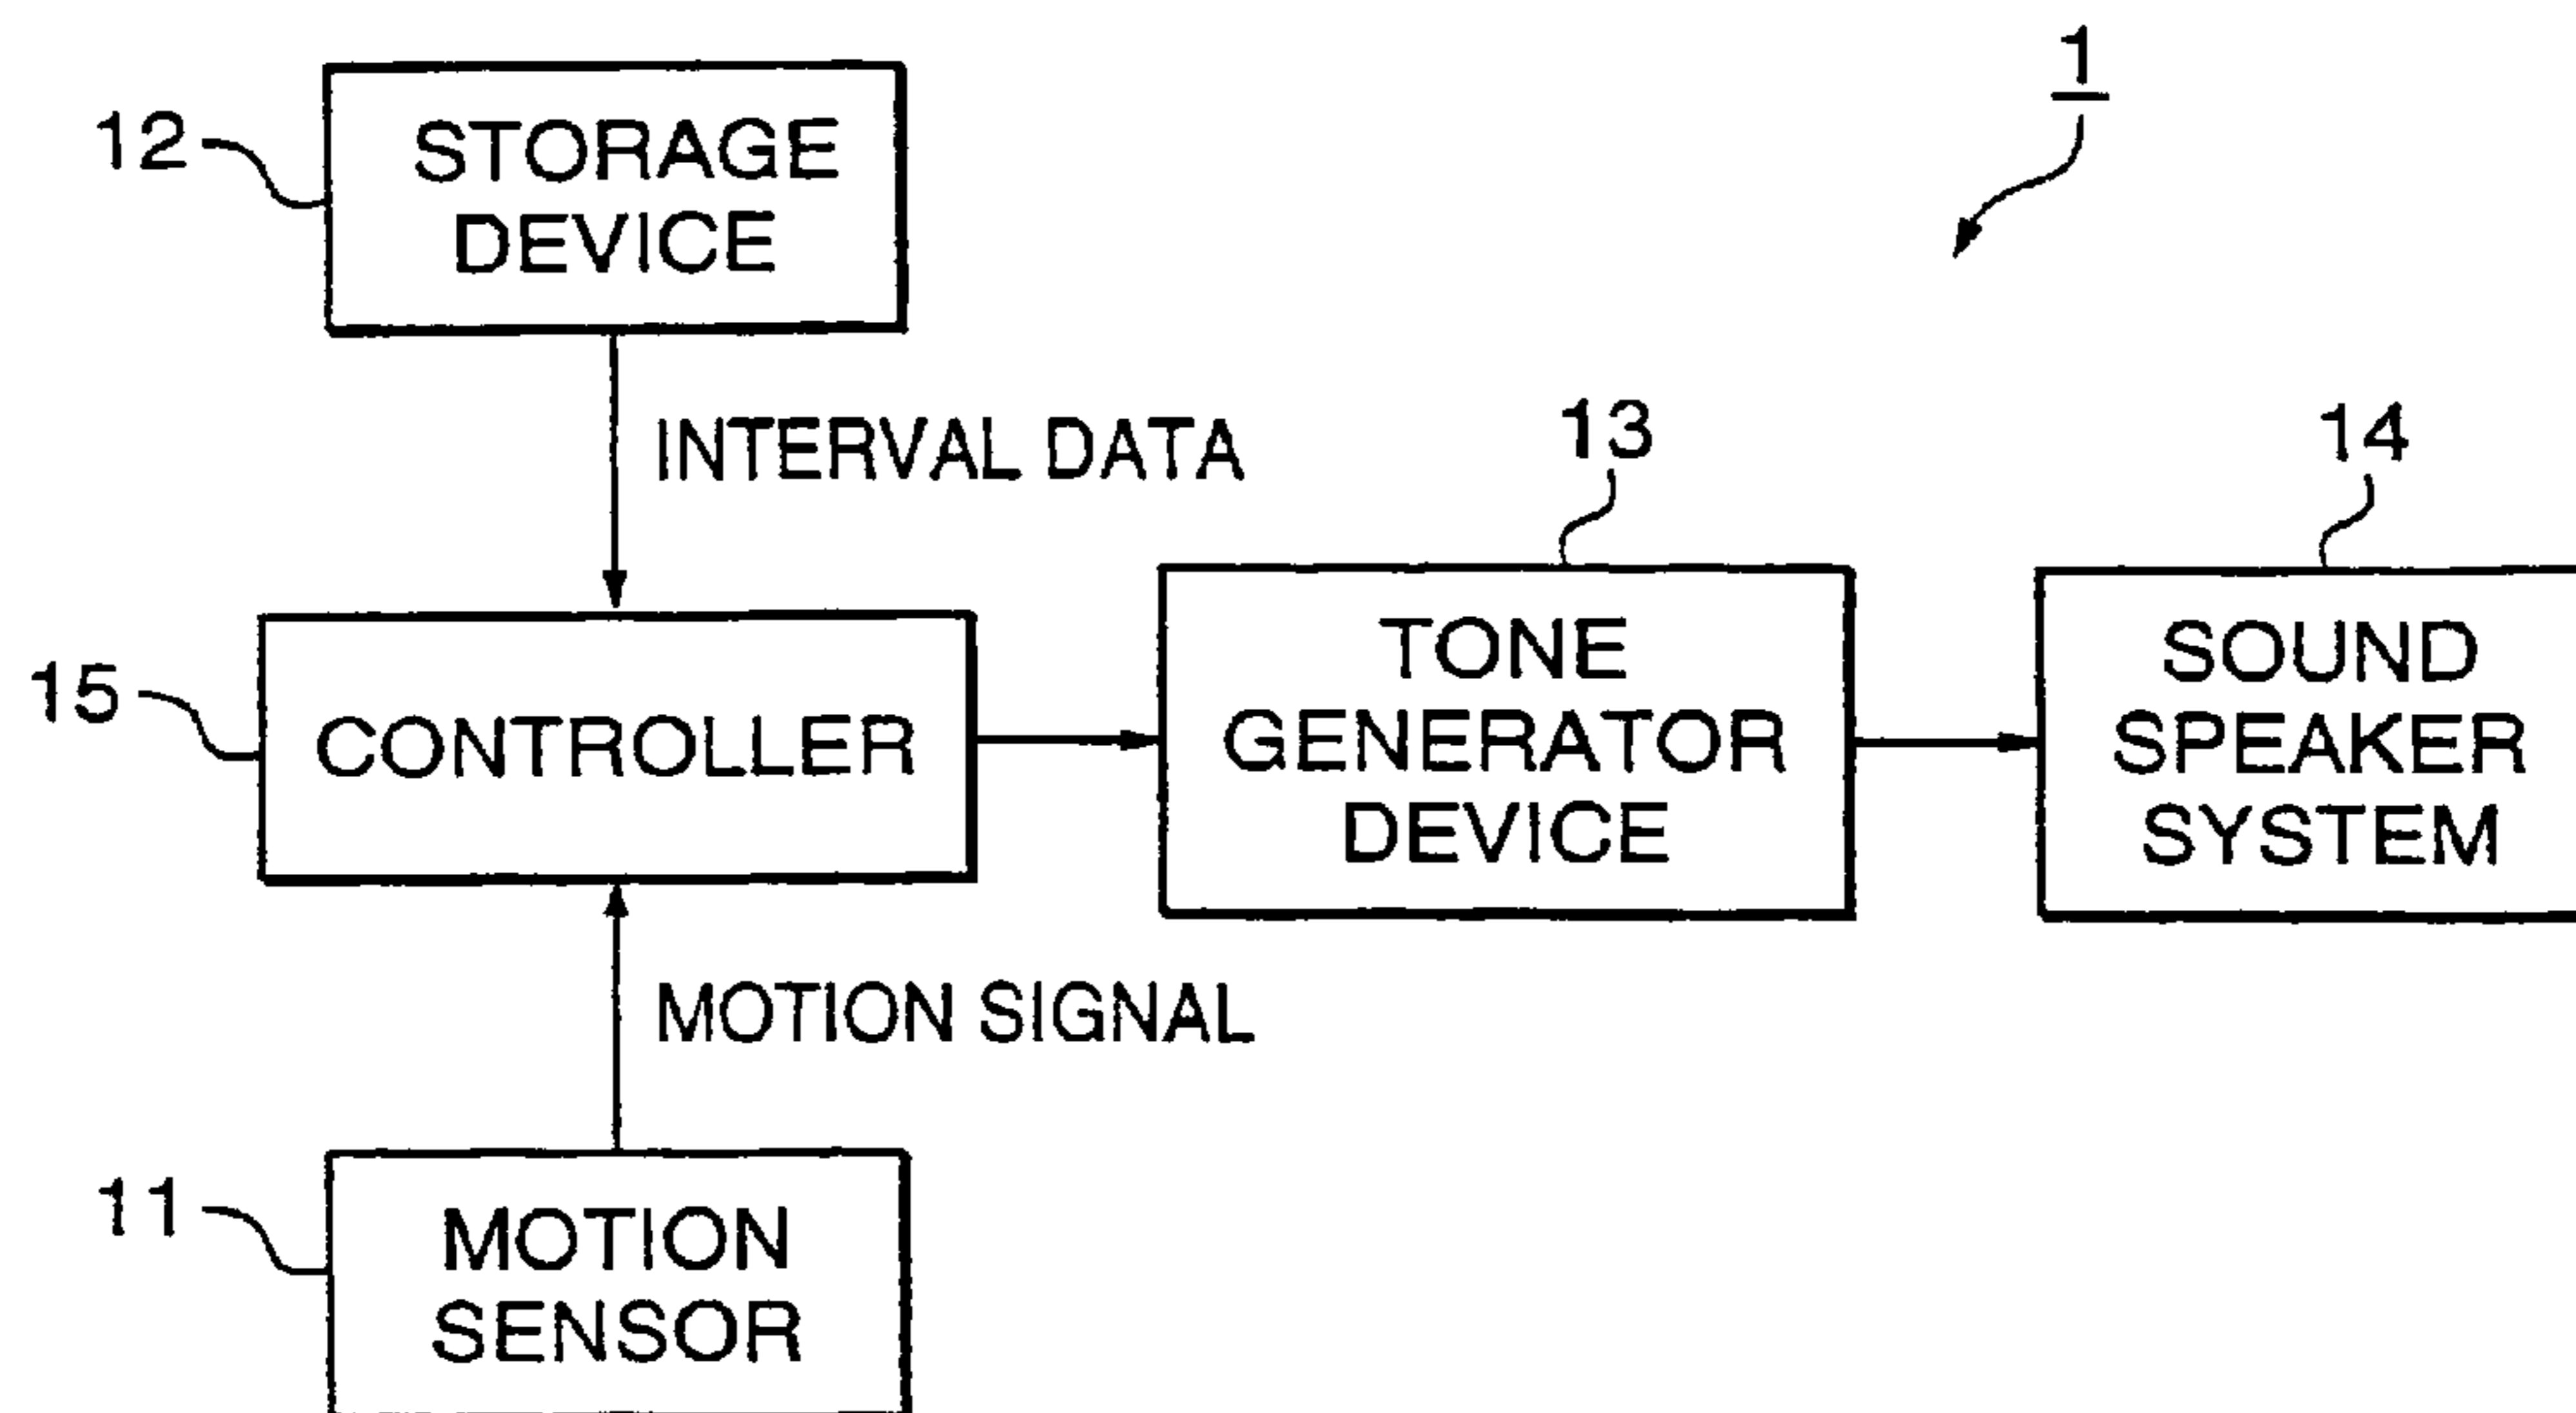 1
12
STORAGE
DEVICE
INTERVAL DATA
13
14
15
CONTROLLER
TONE
GENERATOR
DEVICE
SOUND
SPEAKER
SYSTEM
MOTION SIGNAL
11
MOTION
SENSOR